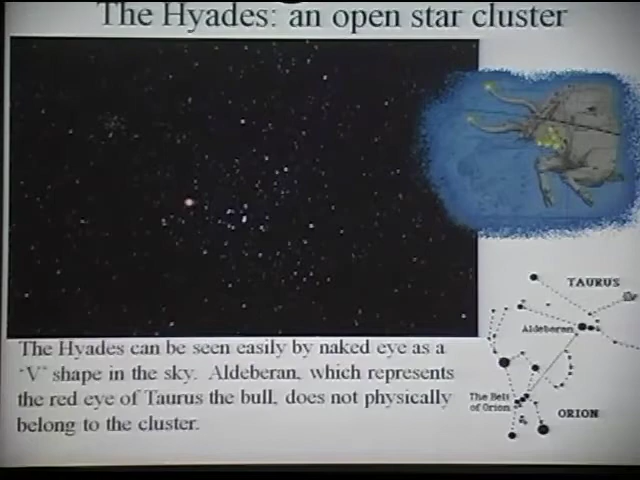 The Hyades: an open star cluster
The Hyades can be seen easily by naked eye as a
"V" shape in the sky. Aldeberan, which represents
the red eye of Taurus the bull, does not physically
belong to the cluster.
TAURUS
Aldeberan
The Belt
of Orion
ORION